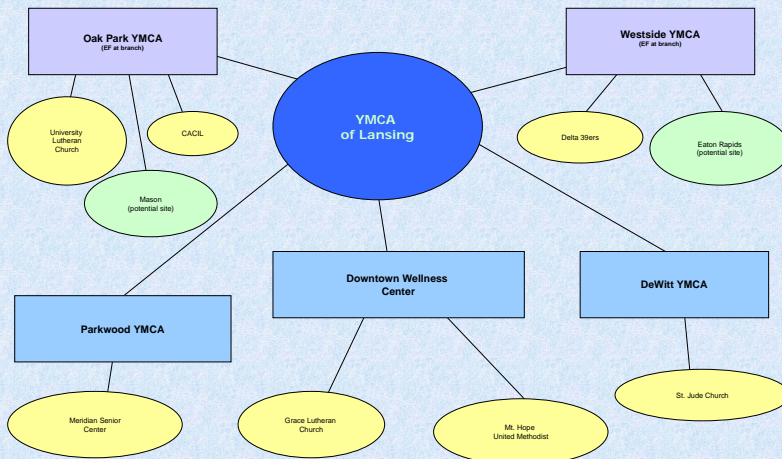 Oak Park YMCA
(EF at branch)
Westside YMCA
(EF at branch)
YMCA
of Lansing
University
Lutheran
Church
CACIL
Delta 39ers
Eaton Rapids
(potential site)
Mason
(potential site)
Downtown Wellness
Center
DeWitt YMCA
Parkwood YMCA
Meridian Senior
Center
Grace Lutheran
Church
Mt. Hope
United Methodist
St. Jude Church